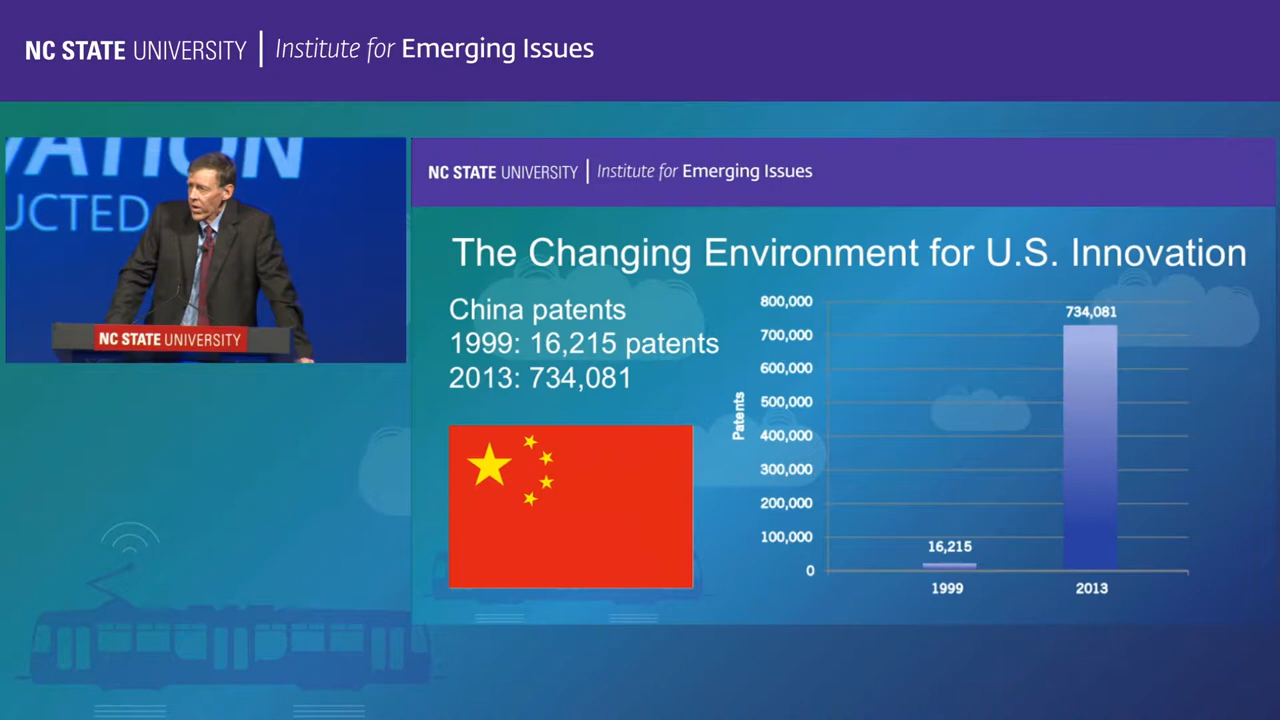 NC STATE UNIVERSITY | Institute for Emerging Issues
VATION
UCTED
NC STATE UNIVERSITY
NC STATE UNIVERSITY | Institute for Emerging Issues
The Changing Environment for U.S. Innovation
China patents
1999: 16,215 patents
2013: 734,081
Patents
800,000
700,000
600,000
500,000
400,000
300,000
200,000
100,000
0
734,081
16,215
1999
2013